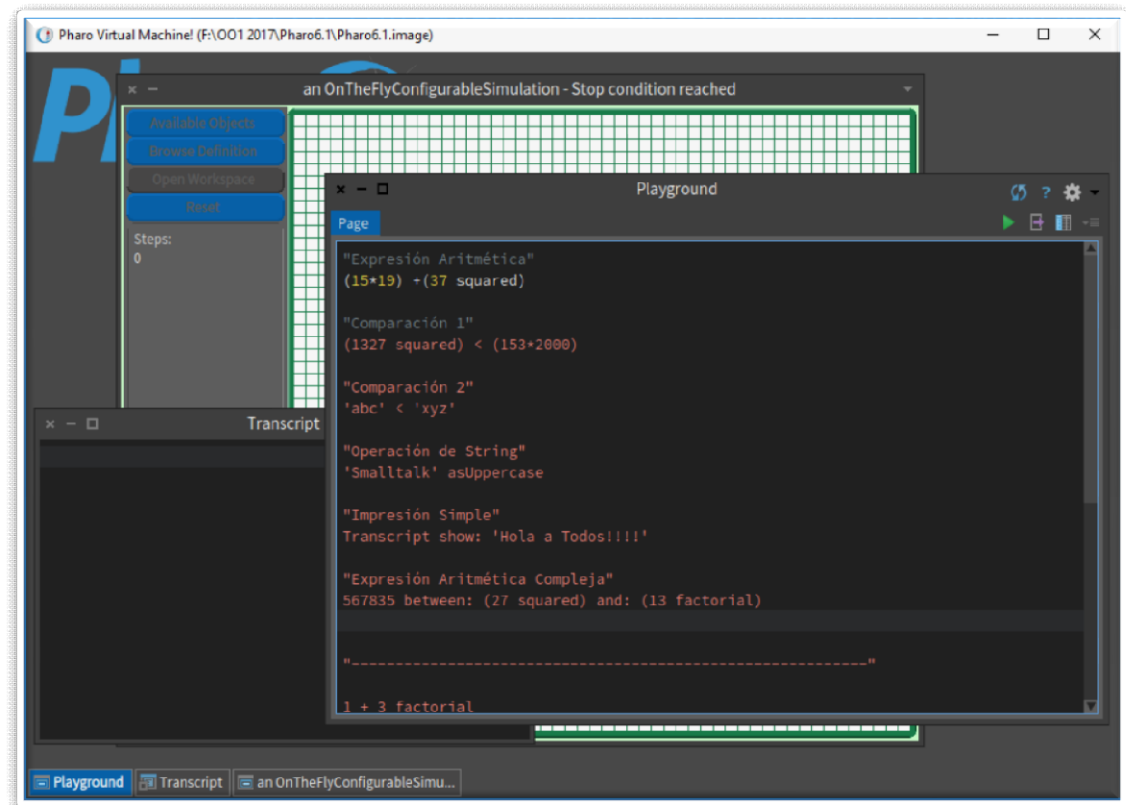 Pharo Virtual Machine! (F:\OO1 2017\Pharo6.1\Pharo6.1.image)
an OnTheFlyConfigurableSimulation - Stop condition reached
Available Objects
Browse Definition
Open Workspace
Reset
Steps:
0
Playground
Page
"Expresión Aritmética"
(15*19) +(37 squared)
"Comparación 1"
(1327 squared) < (153*2000)
"Comparación 2"
'abc' < 'xyz'
"Operación de String"
'Smalltalk' asUppercase
"Impresión Simple"
Transcript show: 'Hola a Todos!!!!'
"Expresión Aritmética Compleja"
567835 between: (27 squared) and: (13 factorial)
"-----------------------------------------------------------"
1 + 3 factorial
Transcript
Playground
Transcript
an OnTheFlyConfigurableSimu...